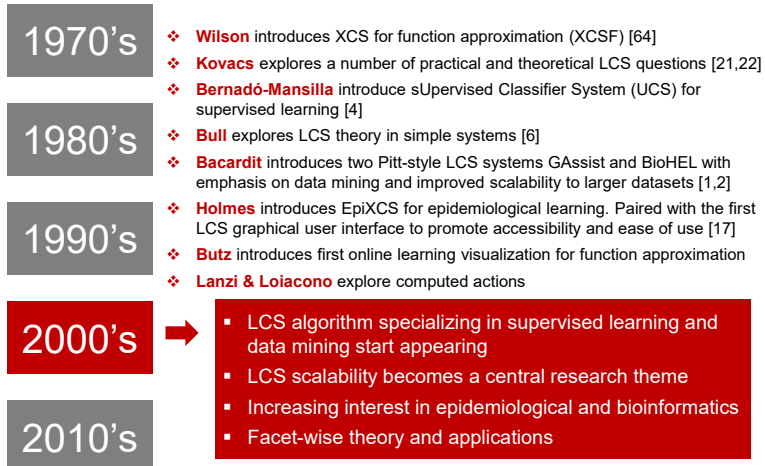 1970's
1980's
1990's
2000's
2010's
❖ Wilson introduces XCS for function approximation (XCSF) [64]
❖ Kovacs explores a number of practical and theoretical LCS questions [21,22]
❖ Bernadó-Mansilla introduce sUpervised Classifier System (UCS) for
supervised learning [4]
❖ Bull explores LCS theory in simple systems [6]
❖ Bacardit introduces two Pitt-style LCS systems GAssist and BioHEL with
emphasis on data mining and improved scalability to larger datasets [1,2]
❖ Holmes introduces EpiXCS for epidemiological learning. Paired with the first
LCS graphical user interface to promote accessibility and ease of use [17]
❖ Butz introduces first online learning visualization for function approximation
❖ Lanzi & Loiacono explore computed actions
▪ LCS algorithm specializing in supervised learning and
data mining start appearing
▪ LCS scalability becomes a central research theme
▪ Increasing interest in epidemiological and bioinformatics
▪ Facet-wise theory and applications